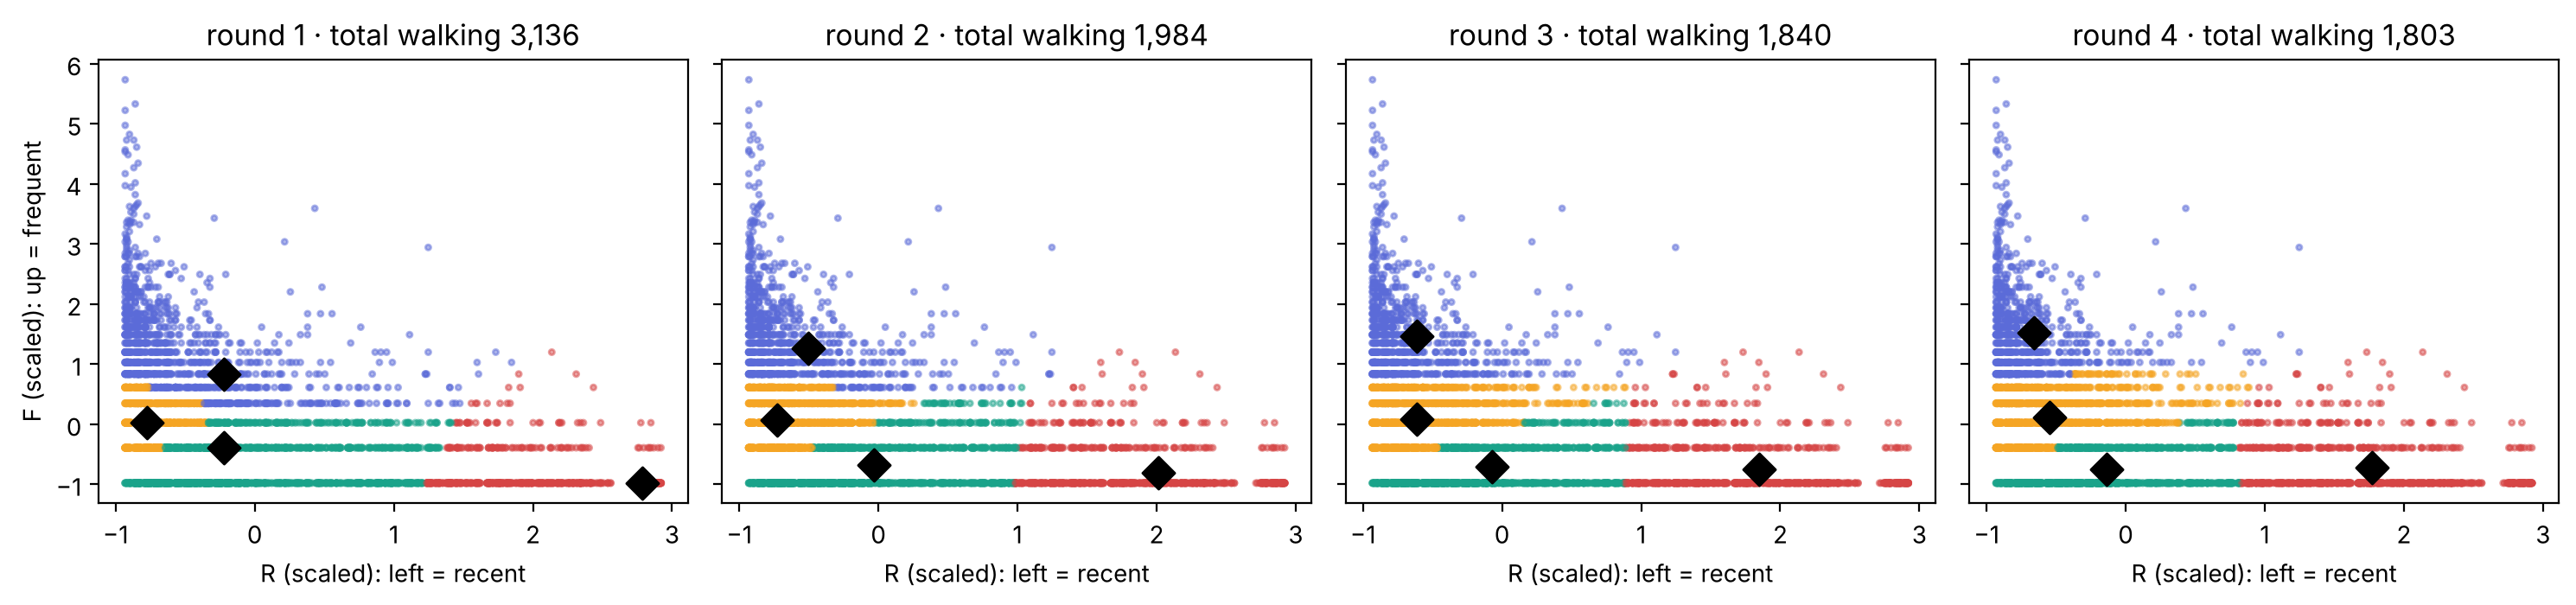 round 1 · total walking 3,136
round 2 · total walking 1,984
round 3 · total walking 1,840
round 4 · total walking 1,803
F (scaled): up = frequent
6
5
4
3
2
1
0
−1
−1 0 1 2 3
−1 0 1 2 3
−1 0 1 2 3
−1 0 1 2 3
R (scaled): left = recent
R (scaled): left = recent
R (scaled): left = recent
R (scaled): left = recent